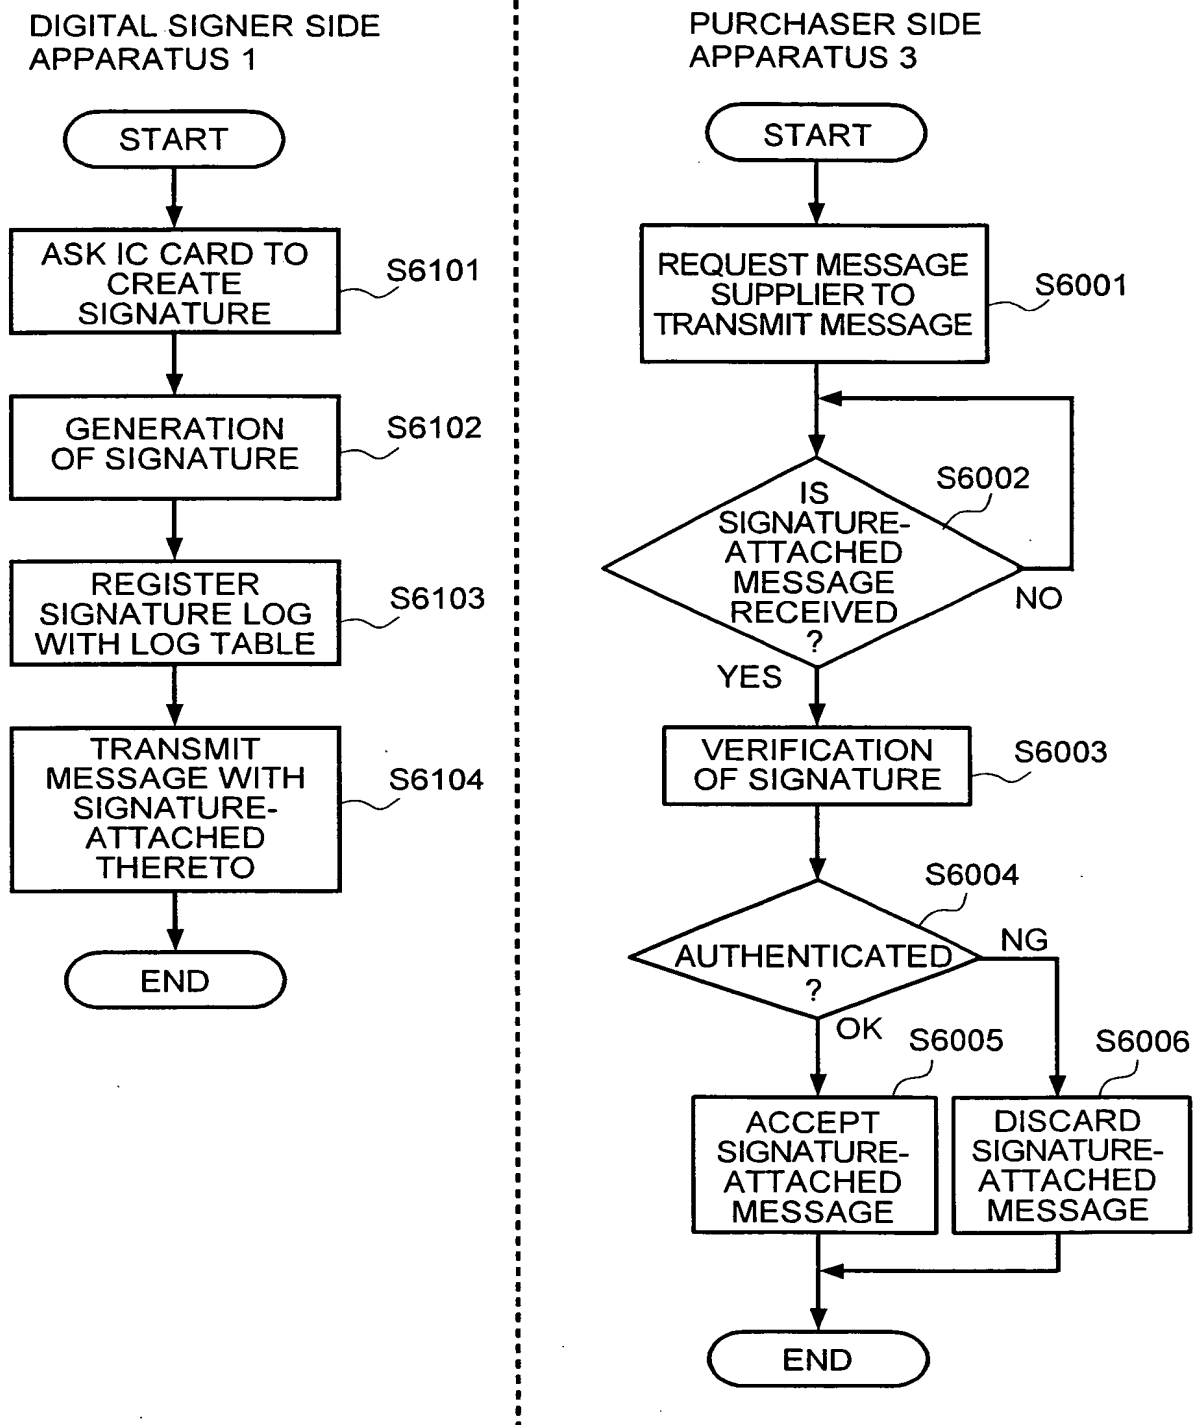 DIGITAL SIGNER SIDE
APPARATUS 1
START
ASK IC CARD TO
CREATE
SIGNATURE
S6101
GENERATION
OF SIGNATURE
S6102
REGISTER
SIGNATURE LOG
WITH LOG TABLE
S6103
TRANSMIT
MESSAGE WITH
SIGNATURE-
ATTACHED
THERETO
S6104
END
PURCHASER SIDE
APPARATUS 3
START
REQUEST MESSAGE
SUPPLIER TO
TRANSMIT MESSAGE
S6001
IS
SIGNATURE-
ATTACHED
MESSAGE
RECEIVED
?
S6002
NO
YES
VERIFICATION
OF SIGNATURE
S6003
AUTHENTICATED
?
S6004
NG
OK
S6005
ACCEPT
SIGNATURE-
ATTACHED
MESSAGE
S6006
DISCARD
SIGNATURE-
ATTACHED
MESSAGE
END